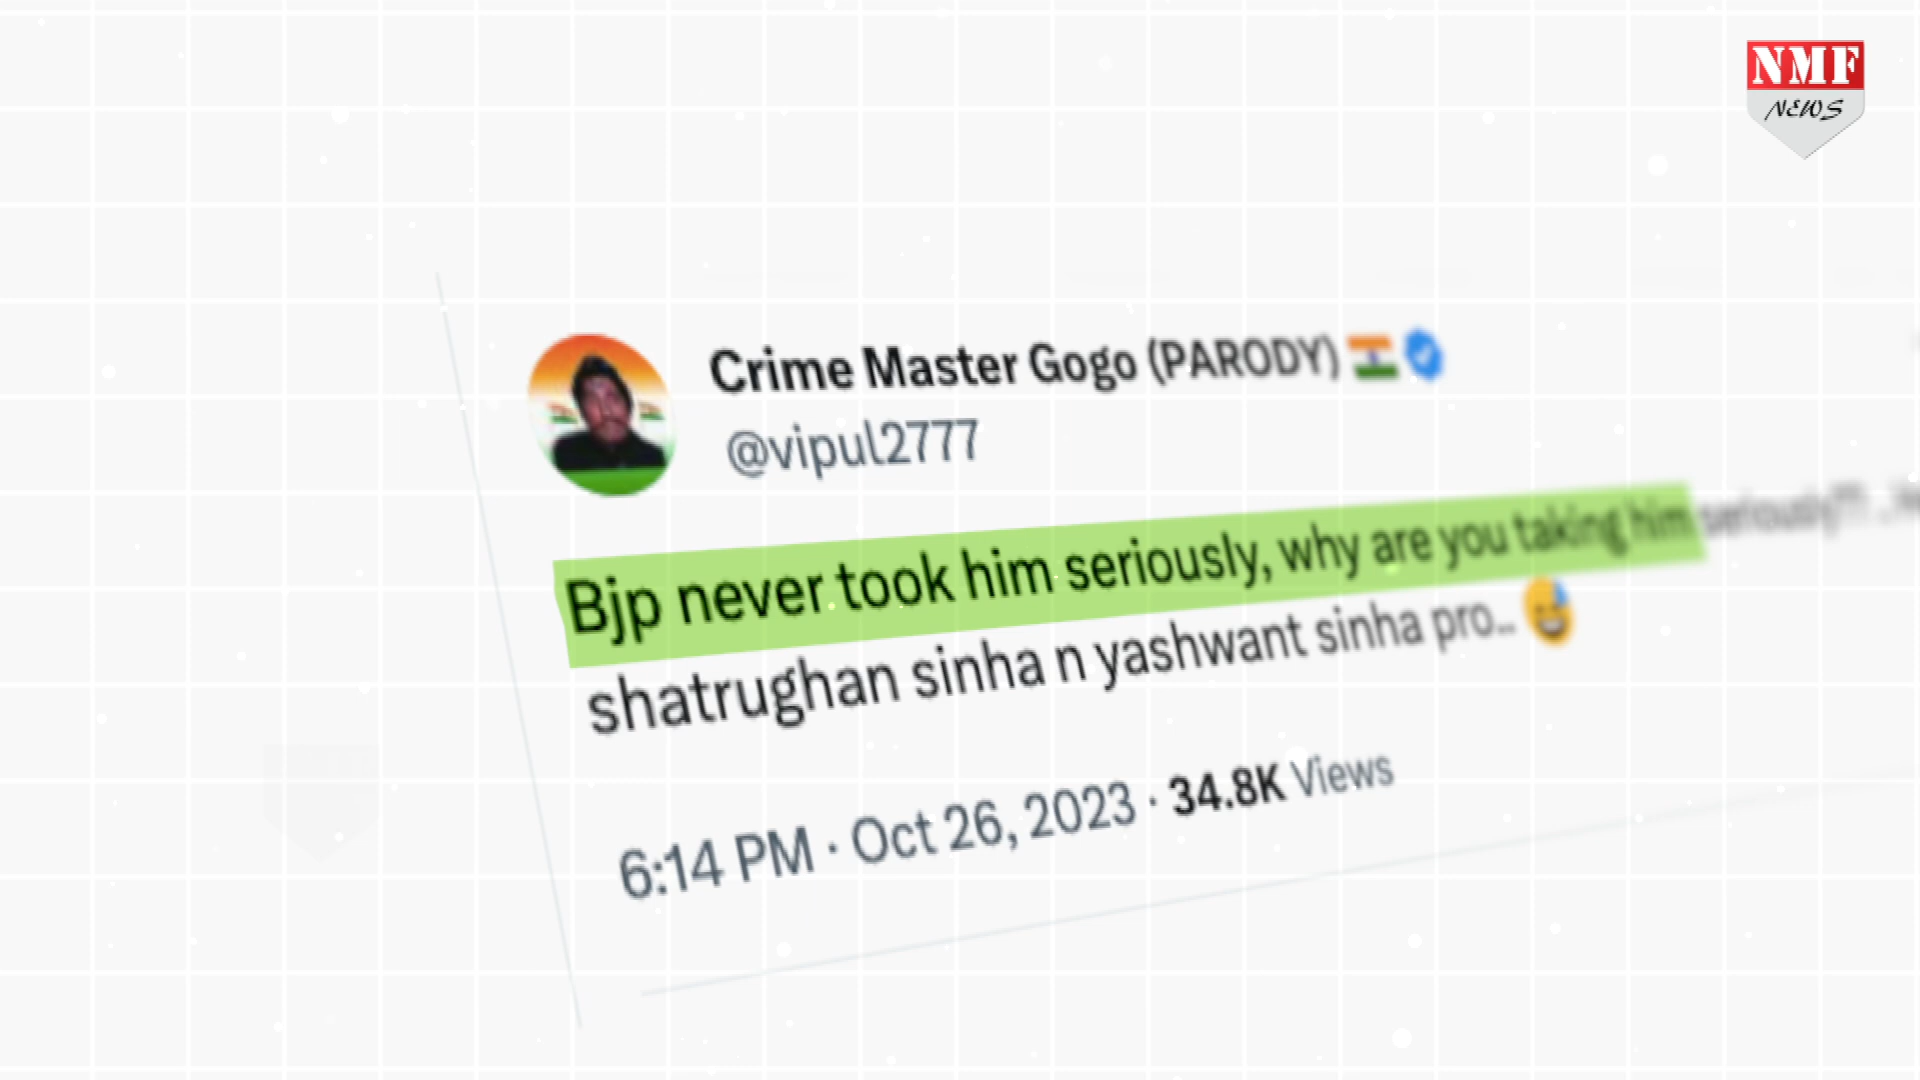 NMF
NEWS
Crime Master Gogo (PARODY)
@vipul2777
Bjp never took him seriously, why are you taking him seriously??
shatrughan sinha n yashwant sinha pro.. 😅
6:14 PM · Oct 26, 2023 · 34.8K Views